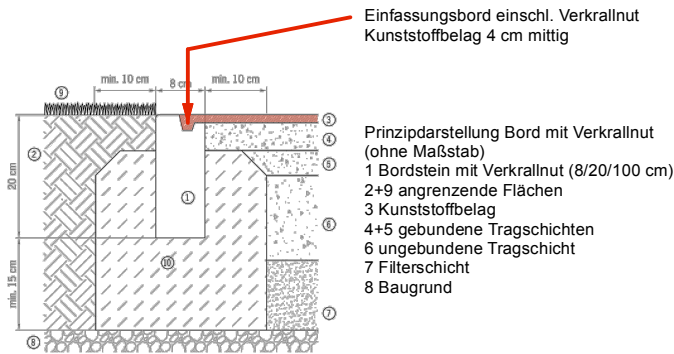 Einfassungsbord einschl. Verkrallnut
Kunststoffbelag 4 cm mittig
min. 10 cm
8 cm
min. 10 cm
⑨
③
④
②
Prinzipdarstellung Bord mit Verkrallnut
(ohne Maßstab)
⑤
1 Bordstein mit Verkrallnut (8/20/100 cm)
20 cm
①
2+9 angrenzende Flächen
3 Kunststoffbelag
⑥
4+5 gebundene Tragschichten
6 ungebundene Tragschicht
⑩
7 Filterschicht
min. 15 cm
8 Baugrund
⑦
⑧